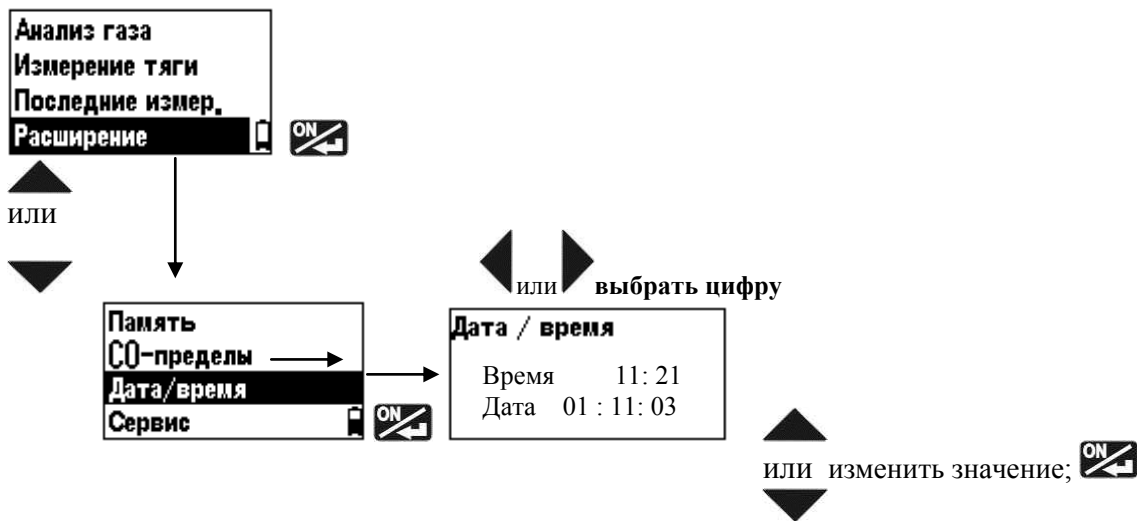 Анализ газа
Измерение тяги
Последние измер.
Расширение
ON
или
или выбрать цифру
Память
CO-пределы
Дата/время
Сервис
ON
Дата / время
Время 11: 21
Дата 01 : 11: 03
или изменить значение;
ON